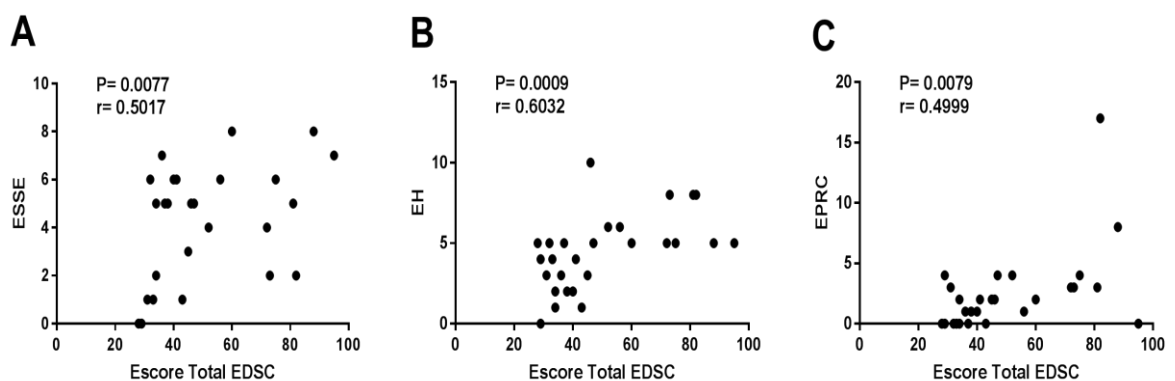 A
P= 0.0077
r= 0.5017
10
8
6
4
2
0
ESSE
0 20 40 60 80 100
Escore Total EDSC
B
P= 0.0009
r= 0.6032
15
10
5
0
EH
0 20 40 60 80 100
Escore Total EDSC
C
P= 0.0079
r= 0.4999
20
15
10
5
0
EPRC
0 20 40 60 80 100
Escore Total EDSC